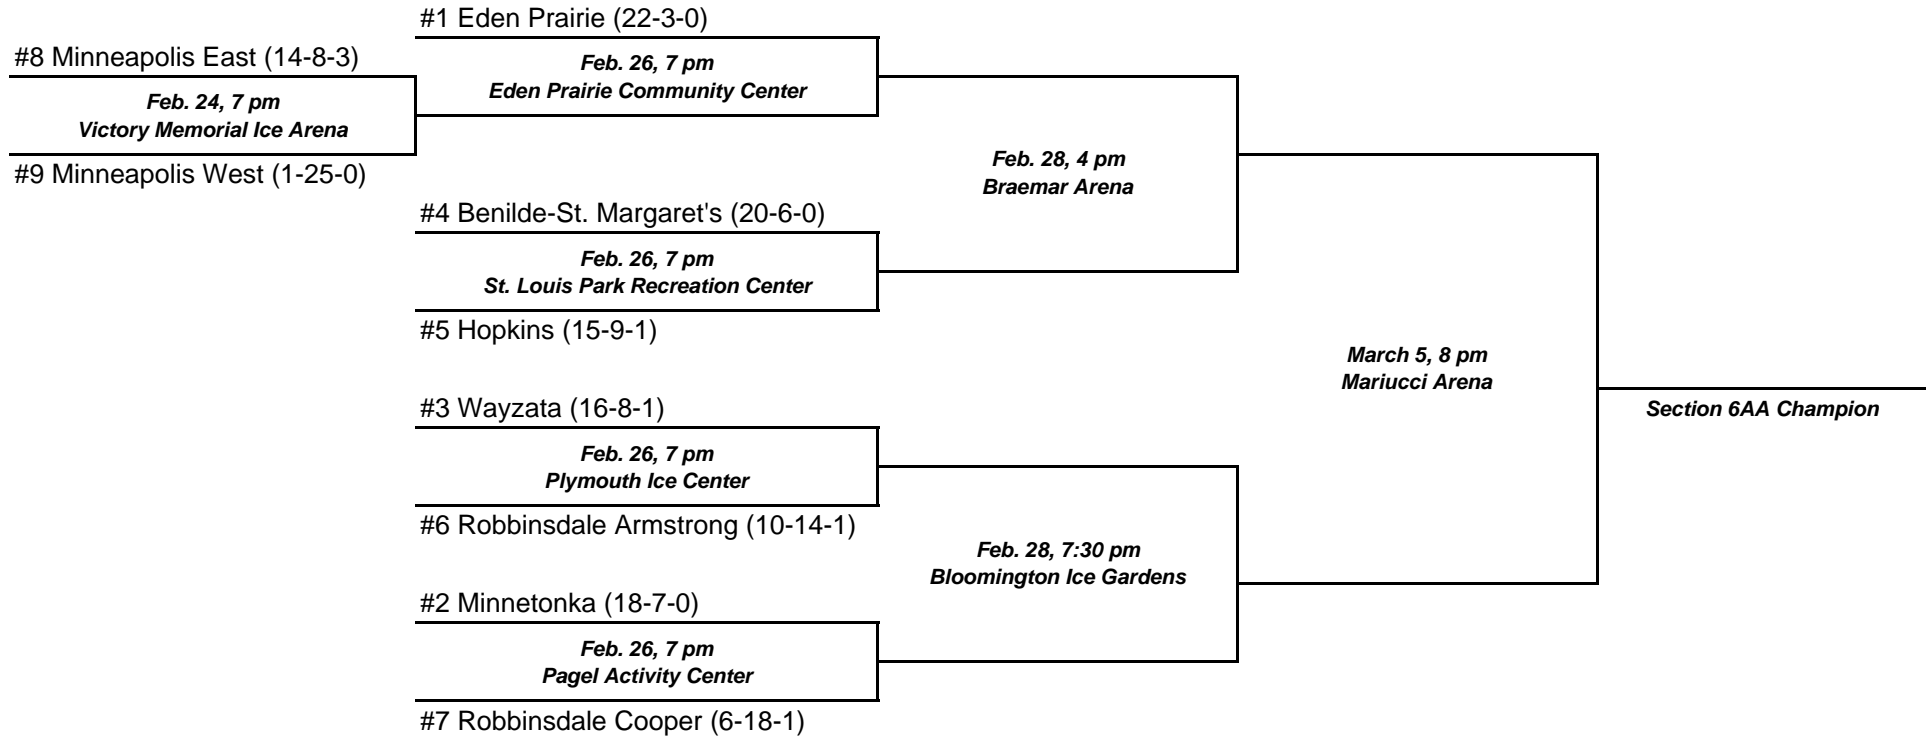 #1 Eden Prairie (22-3-0)
#8 Minneapolis East (14-8-3)
Feb. 26, 7 pm
Eden Prairie Community Center
Feb. 24, 7 pm
Victory Memorial Ice Arena
#9 Minneapolis West (1-25-0)
Feb. 28, 4 pm
Braemar Arena
#4 Benilde-St. Margaret's (20-6-0)
Feb. 26, 7 pm
St. Louis Park Recreation Center
#5 Hopkins (15-9-1)
March 5, 8 pm
Mariucci Arena
Section 6AA Champion
#3 Wayzata (16-8-1)
Feb. 26, 7 pm
Plymouth Ice Center
#6 Robbinsdale Armstrong (10-14-1)
Feb. 28, 7:30 pm
Bloomington Ice Gardens
#2 Minnetonka (18-7-0)
Feb. 26, 7 pm
Pagel Activity Center
#7 Robbinsdale Cooper (6-18-1)